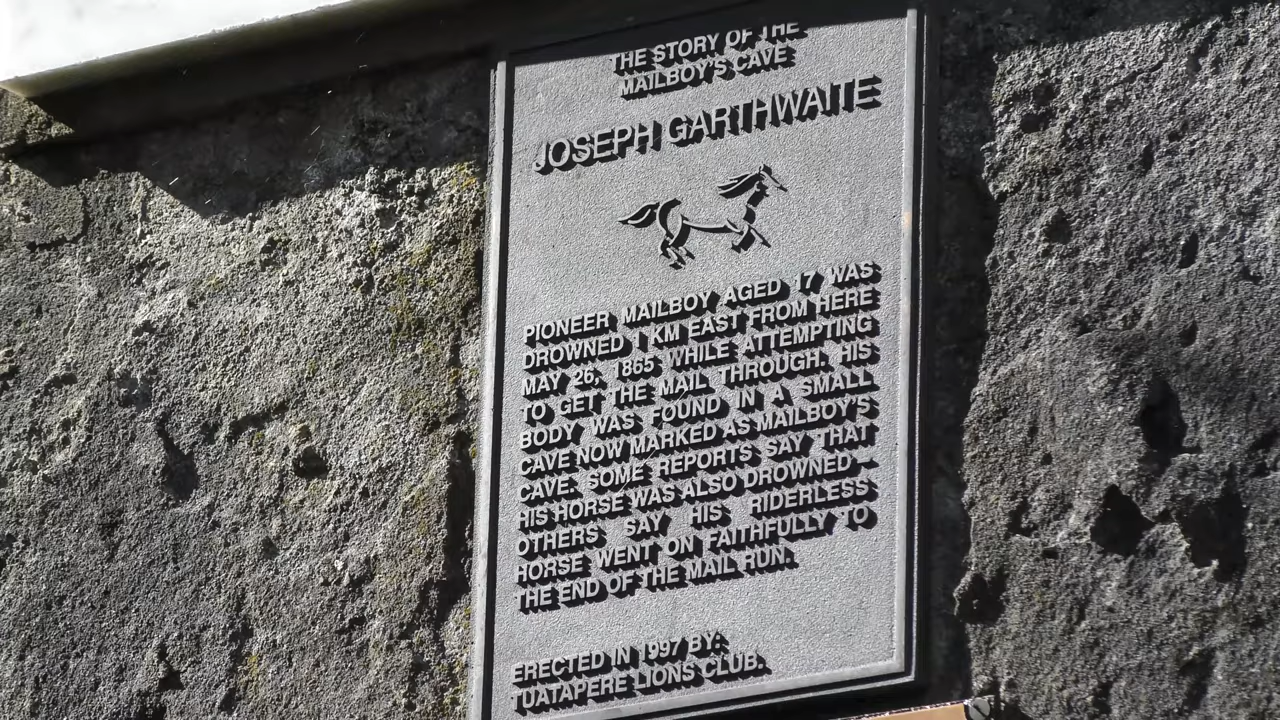 THE STORY OF THE
MAILBOY'S CAVE
JOSEPH GARTHWAITE
PIONEER MAILBOY AGED 17 WAS
DROWNED 1 KM EAST FROM HERE
MAY 26, 1865 WHILE ATTEMPTING
TO GET THE MAIL THROUGH. HIS
BODY WAS FOUND IN A SMALL
CAVE NOW MARKED AS MAILBOY'S
CAVE. SOME REPORTS SAY THAT
HIS HORSE WAS ALSO DROWNED -
OTHERS SAY HIS RIDERLESS
HORSE WENT ON FAITHFULLY TO
THE END OF THE MAIL RUN.
ERECTED IN 1997 BY:
TUATAPERE LIONS CLUB.